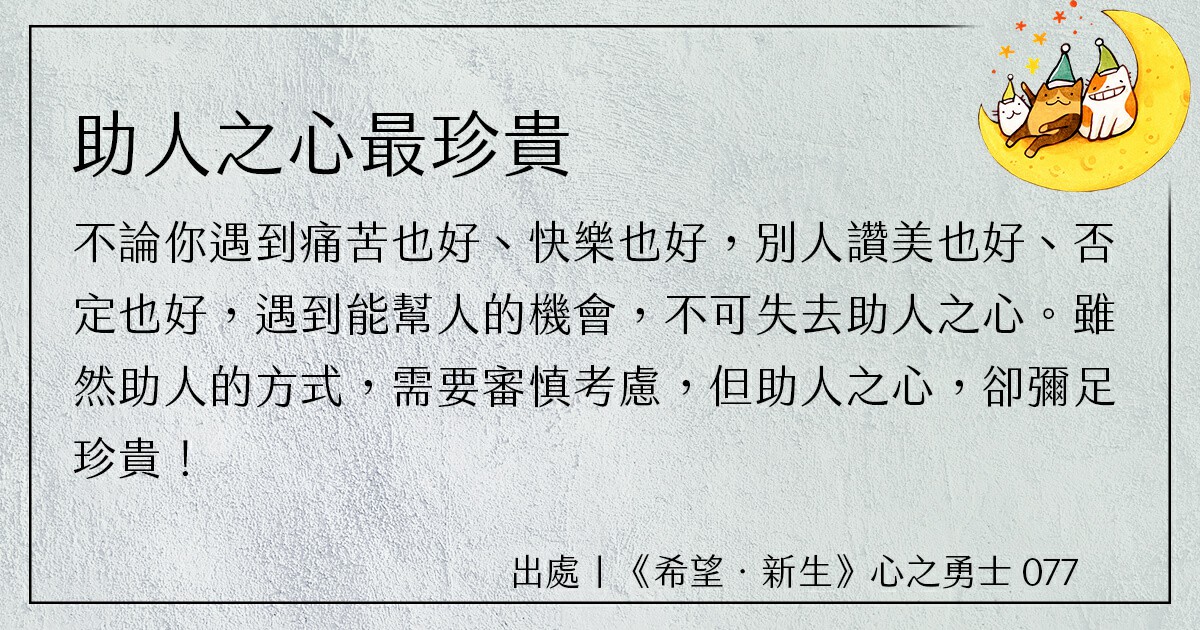 助人之心最珍貴
不論你遇到痛苦也好、快樂也好，別人讚美也好、否
定也好，遇到能幫人的機會，不可失去助人之心。雖
然助人的方式，需要審慎考慮，但助人之心，卻彌足
珍貴！
出處｜《希望．新生》心之勇士 077